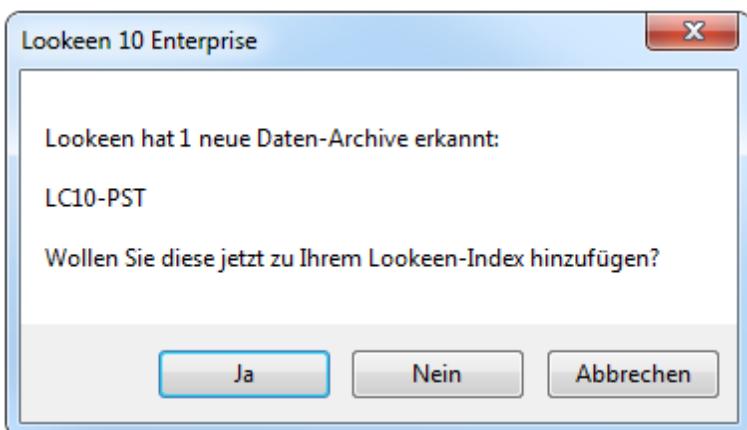 Lookeen 10 Enterprise
Lookeen hat 1 neue Daten-Archive erkannt:
LC10-PST
Wollen Sie diese jetzt zu Ihrem Lookeen-Index hinzufügen?
Ja Nein Abbrechen